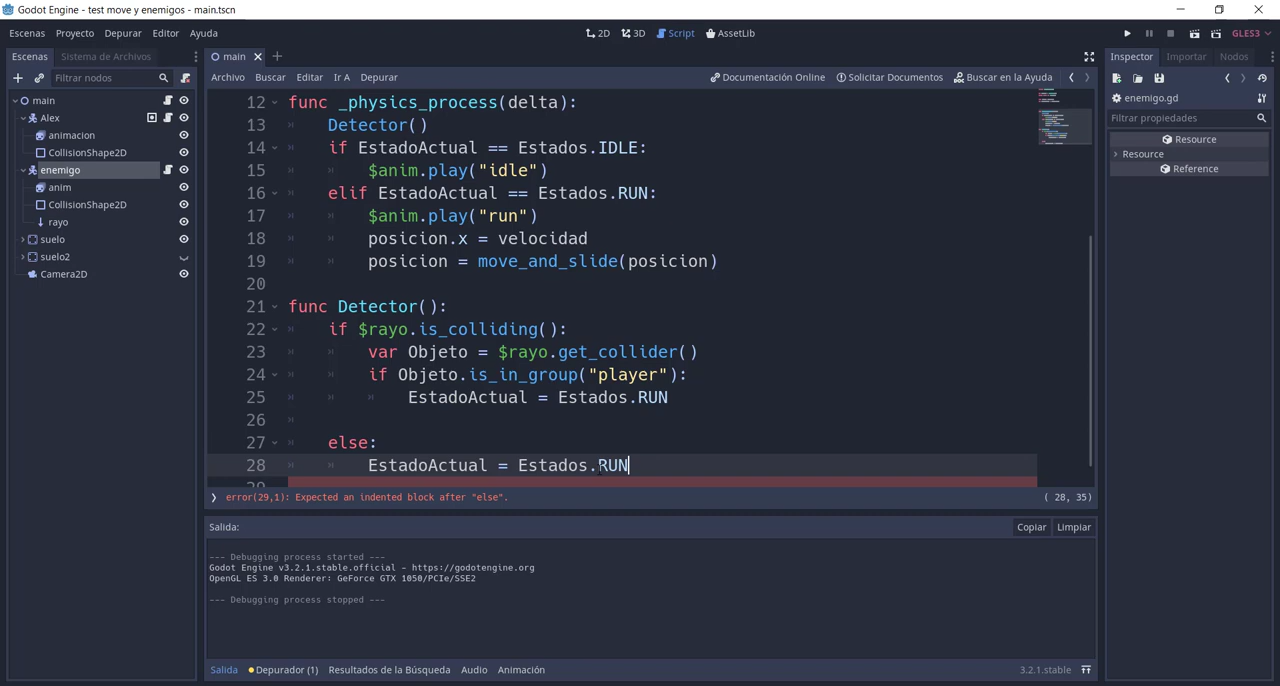 Godot Engine - test move y enemigos - main.tscn
Escenas Proyecto Depurar Editor Ayuda
2D 3D Script AssetLib
GLES3
Escenas Sistema de Archivos
Filtrar nodos
main
Alex
animacion
CollisionShape2D
enemigo
anim
CollisionShape2D
rayo
suelo
suelo2
Camera2D
main
Archivo Buscar Editar Ir A Depurar
Documentación Online Solicitar Documentos Buscar en la Ayuda
12 func _physics_process(delta):
13 Detector()
14 if EstadoActual == Estados.IDLE:
15 $anim.play("idle")
16 elif EstadoActual == Estados.RUN:
17 $anim.play("run")
18 posicion.x = velocidad
19 posicion = move_and_slide(posicion)
20
21 func Detector():
22 if $rayo.is_colliding():
23 var Objeto = $rayo.get_collider()
24 if Objeto.is_in_group("player"):
25 EstadoActual = Estados.RUN
26
27 else:
28 EstadoActual = Estados.RUN
29
error(29,1): Expected an indented block after "else".
( 28, 35)
Salida:
Copiar Limpiar
--- Debugging process started ---
Godot Engine v3.2.1.stable.official - https://godotengine.org
OpenGL ES 3.0 Renderer: GeForce GTX 1050/PCIe/SSE2
--- Debugging process stopped ---
Salida Depurador (1) Resultados de la Búsqueda Audio Animación
3.2.1.stable
Inspector Importar Nodos
enemigo.gd
Filtrar propiedades
Resource
Resource
Reference